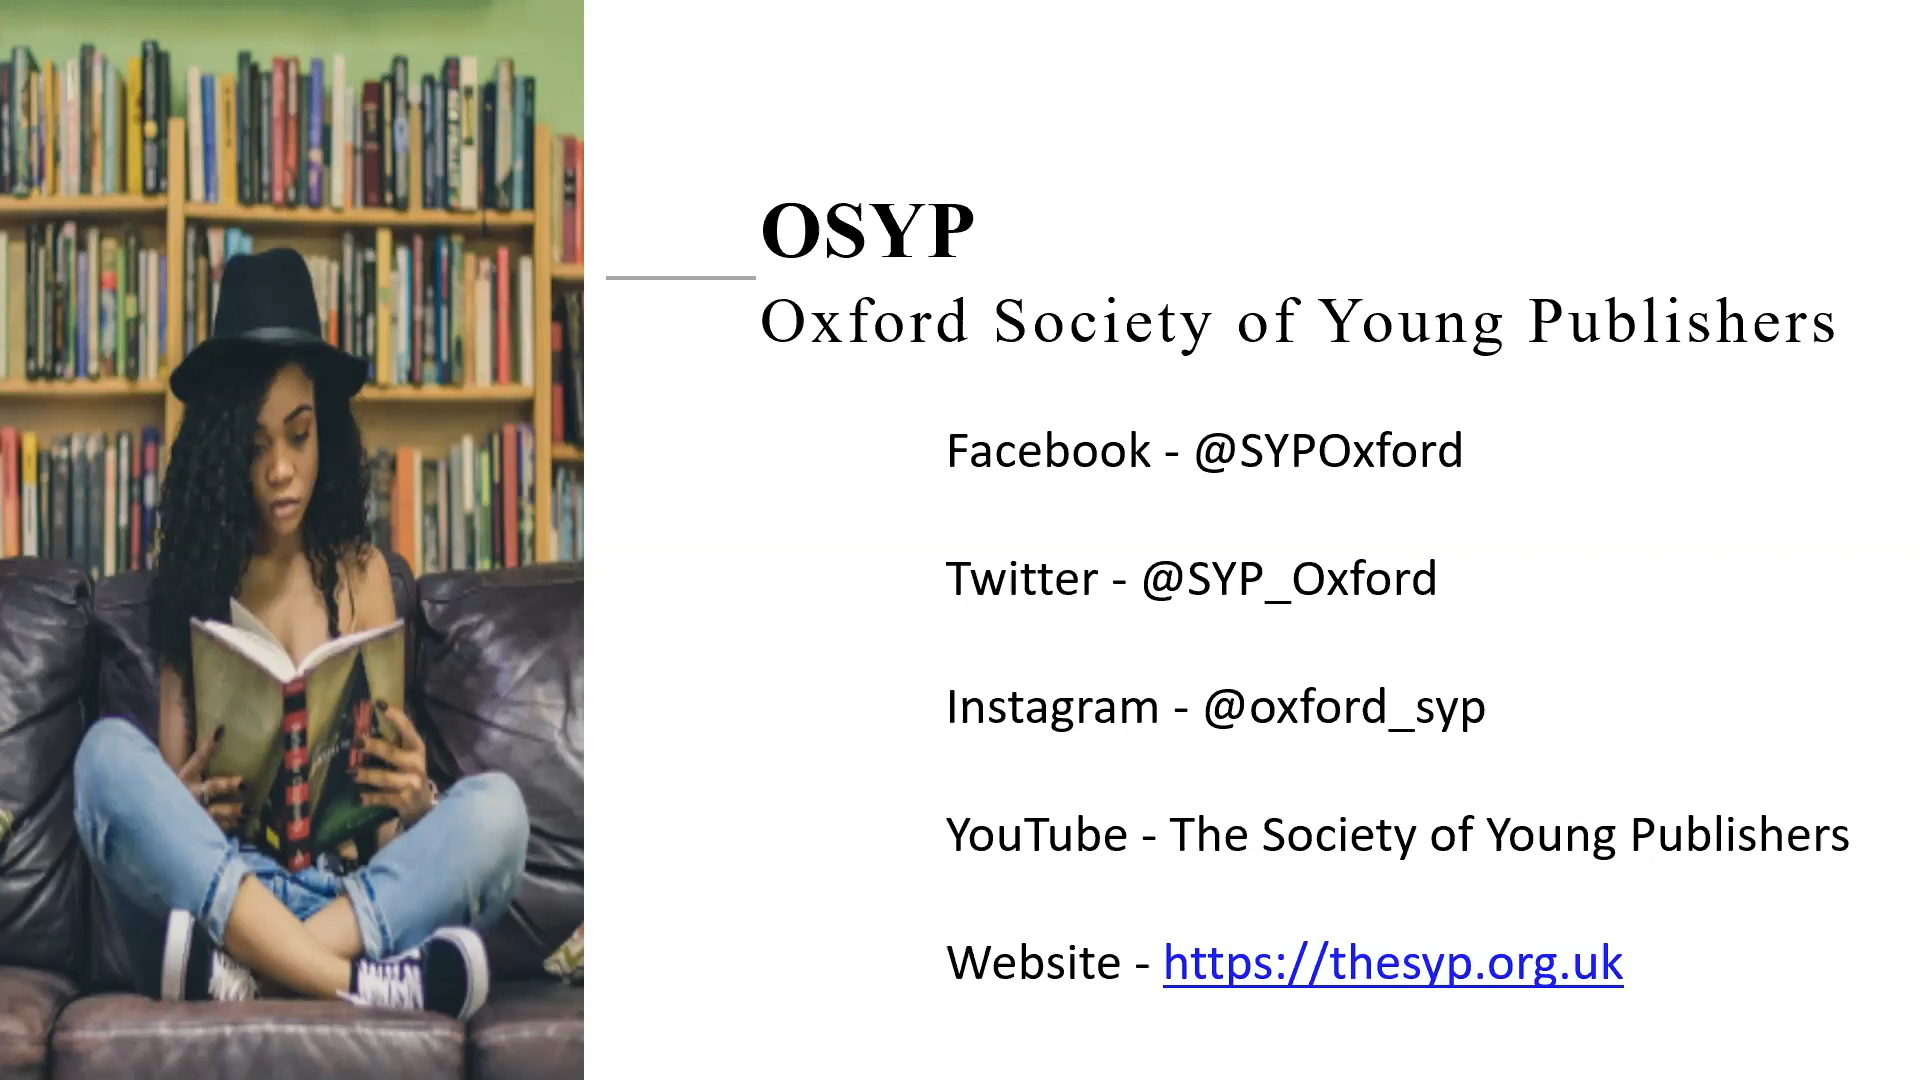 OSYP
Oxford Society of Young Publishers
Facebook - @SYPOxford
Twitter - @SYP_Oxford
Instagram - @oxford_syp
YouTube - The Society of Young Publishers
Website - https://thesyp.org.uk